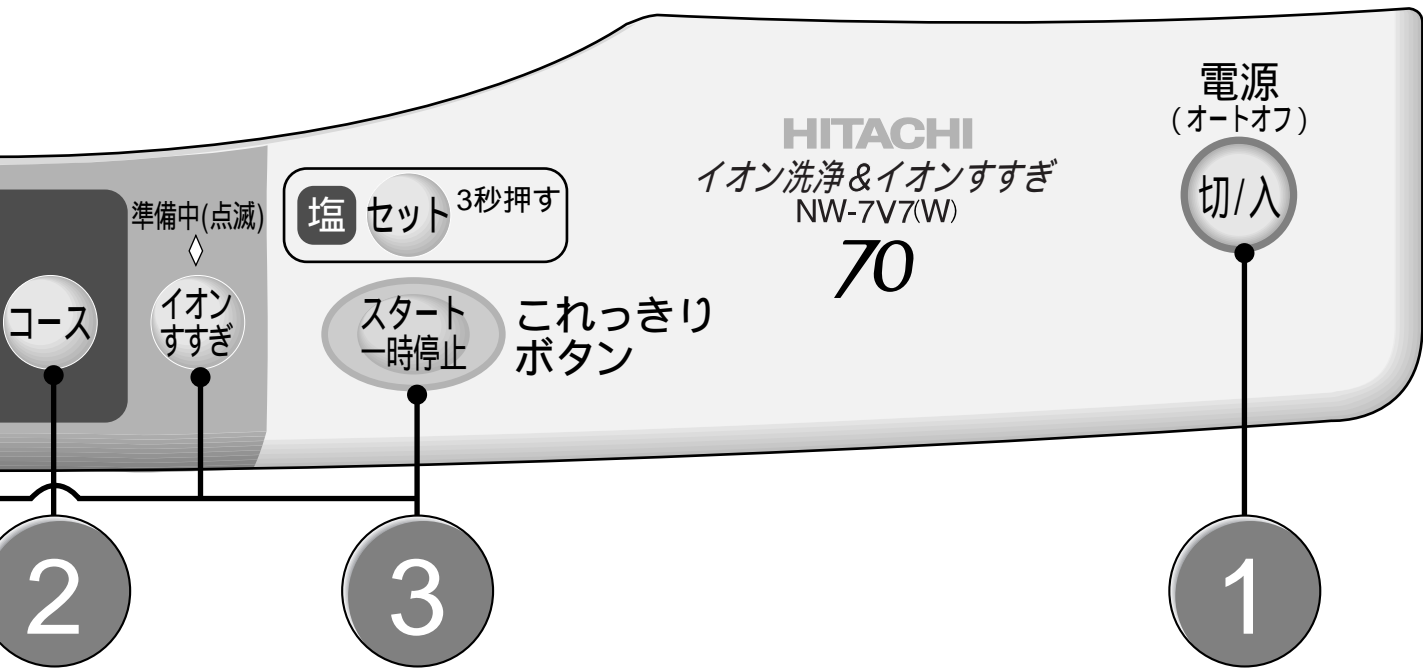 電源
(オートオフ)
切/入
HITACHI
イオン洗浄&イオンすすぎ
NW-7V7(W)
70
塩
セット
3秒押す
準備中(点滅)
コース
イオン
すすぎ
スタート
一時停止
これっきり
ボタン
2
3
1